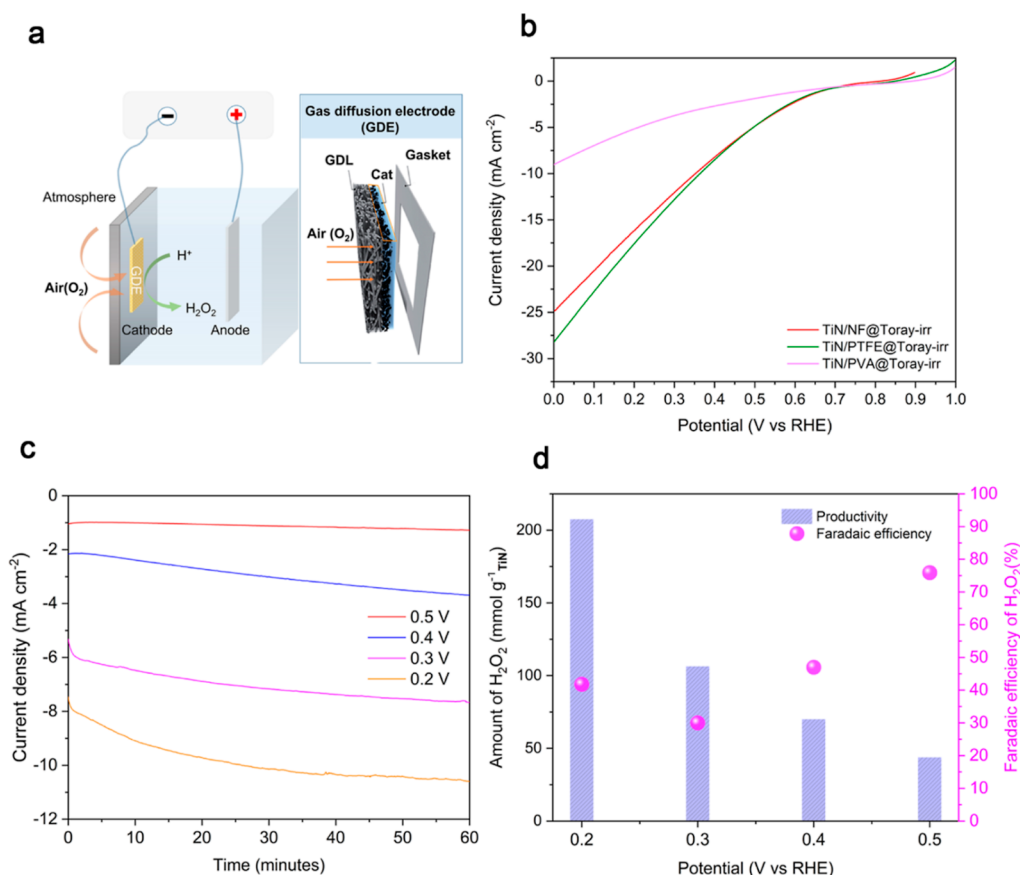 a
Gas diffusion electrode
(GDE)
GDL
Cat
Gasket
Air (O₂)
Atmosphere
Air(O₂)
GDE
H⁺
H₂O₂
Cathode
Anode
b
Current density (mA cm⁻²)
0
-5
-10
-15
-20
-25
-30
TiN/NF@Toray-irr
TiN/PTFE@Toray-irr
TiN/PVA@Toray-irr
0.0 0.1 0.2 0.3 0.4 0.5 0.6 0.7 0.8 0.9 1.0
Potential (V vs RHE)
c
Current density (mA cm⁻²)
0
-2
-4
-6
-8
-10
-12
0.5 V
0.4 V
0.3 V
0.2 V
0 10 20 30 40 50 60
Time (minutes)
d
Amount of H₂O₂ (mmol g⁻¹TiN)
200
150
100
50
0
Productivity
Faradaic efficiency
100
90
80
70
60
50
40
30
20
10
0
Faradaic efficiency of H₂O₂(%)
0.2 0.3 0.4 0.5
Potential (V vs RHE)